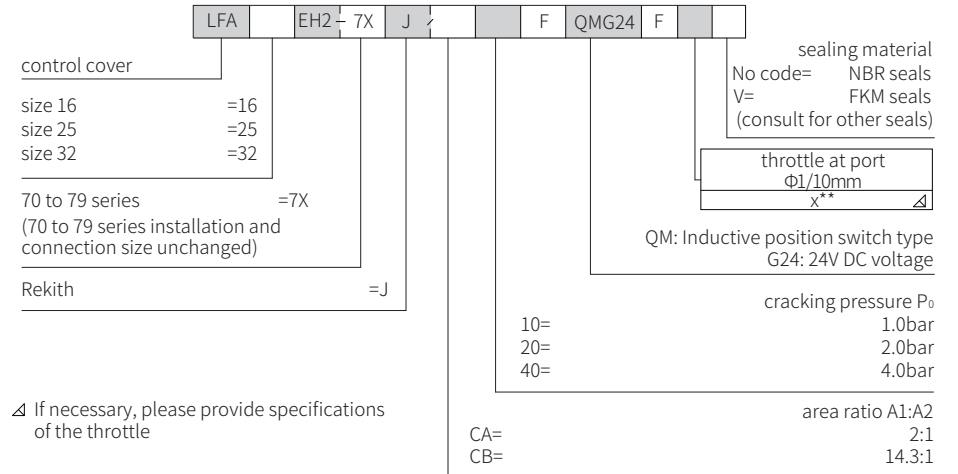 LFA EH2 - 7X J / F QMG24 F
control cover
size 16 =16
size 25 =25
size 32 =32
70 to 79 series =7X
(70 to 79 series installation and
connection size unchanged)
Rekith =J
⊿ If necessary, please provide specifications
of the throttle
sealing material
No code= NBR seals
V= FKM seals
(consult for other seals)
throttle at port
Φ1/10mm
x** ⊿
QM: Inductive position switch type
G24: 24V DC voltage
cracking pressure P₀
10= 1.0bar
20= 2.0bar
40= 4.0bar
area ratio A1:A2
CA= 2:1
CB= 14.3:1